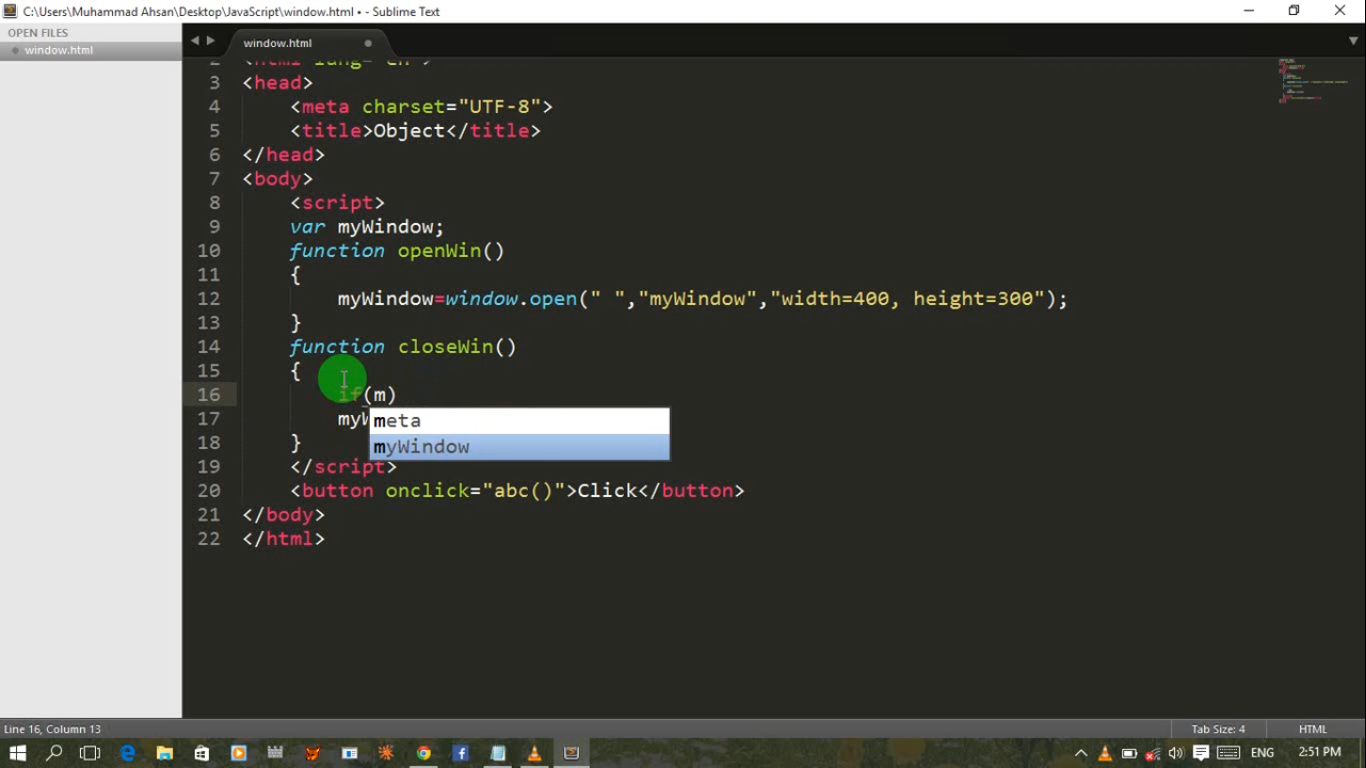 C:\Users\Muhammad Ahsan\Desktop\JavaScript\window.html • - Sublime Text
OPEN FILES
window.html
window.html
2 <html lang="en">
3 <head>
4 <meta charset="UTF-8">
5 <title>Object</title>
6 </head>
7 <body>
8 <script>
9 var myWindow;
10 function openWin()
11 {
12 myWindow=window.open(" ","myWindow","width=400, height=300");
13 }
14 function closeWin()
15 {
16 if(m)
meta
17 myW
myWindow
18 }
19 </script>
20 <button onclick="abc()">Click</button>
21 </body>
22 </html>
Line 16, Column 13
Tab Size: 4
HTML
ENG
2:51 PM